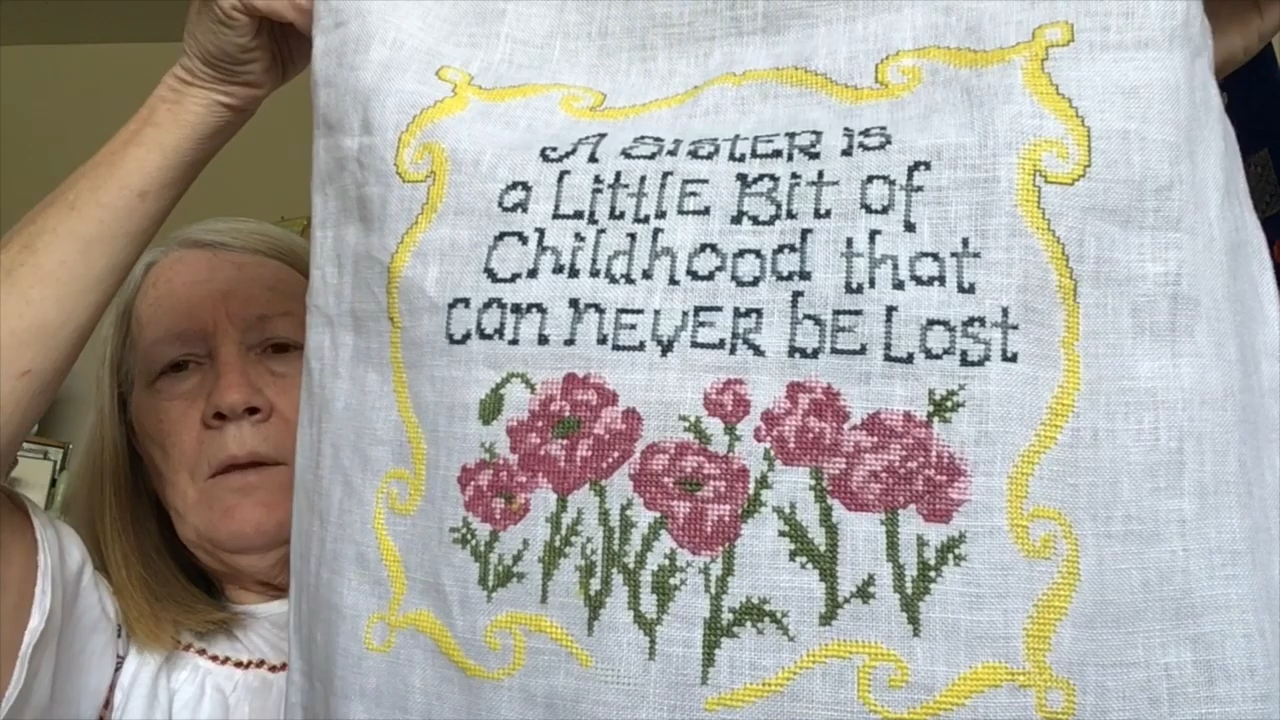 A SiSTER iS
a LittlE Bit of
Childhood that
can NEVER bE Lost